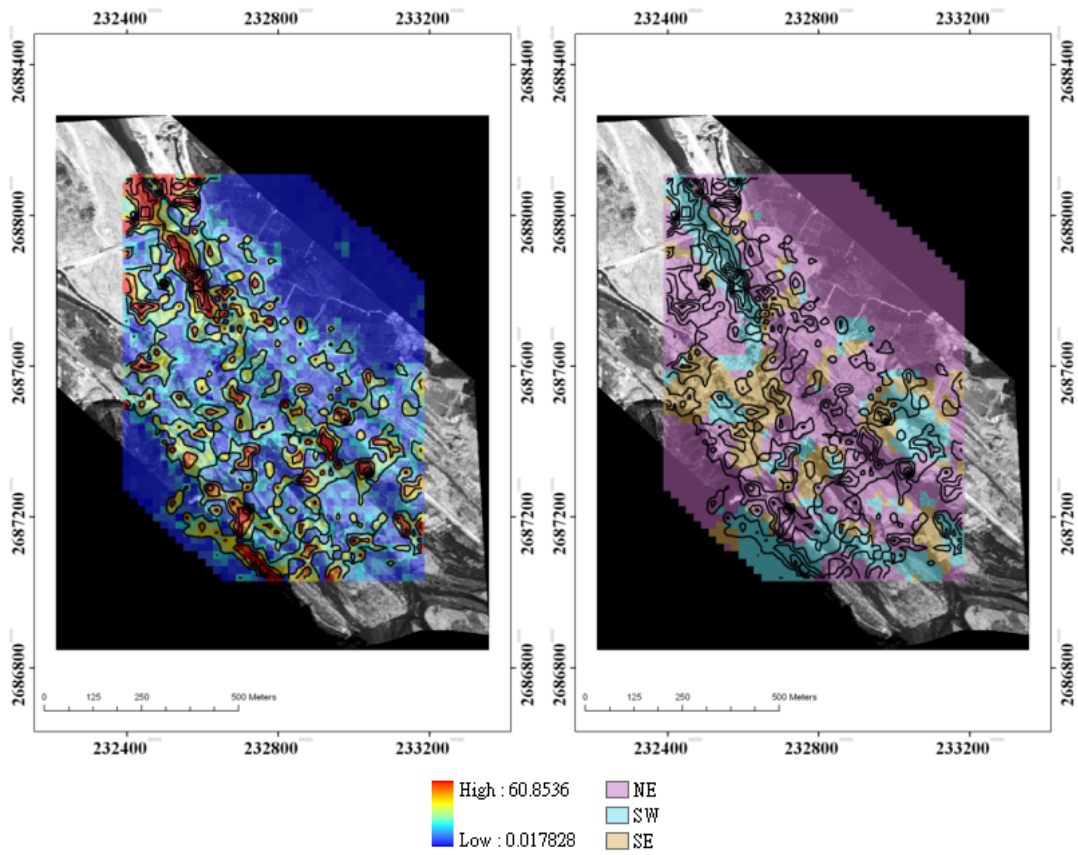 232400 232800 233200 232400 232800 233200
2688400 2688400 2688400 2688400
2688000 2688000 2688000 2688000
2687600 2687600 2687600 2687600
2687200 2687200 2687200 2687200
2686800 2686800 2686800 2686800
0 125 250 500 Meters 0 125 250 500 Meters
232400 232800 233200 232400 232800 233200
High : 60.8536 NE
SW
Low : 0.017828 SE